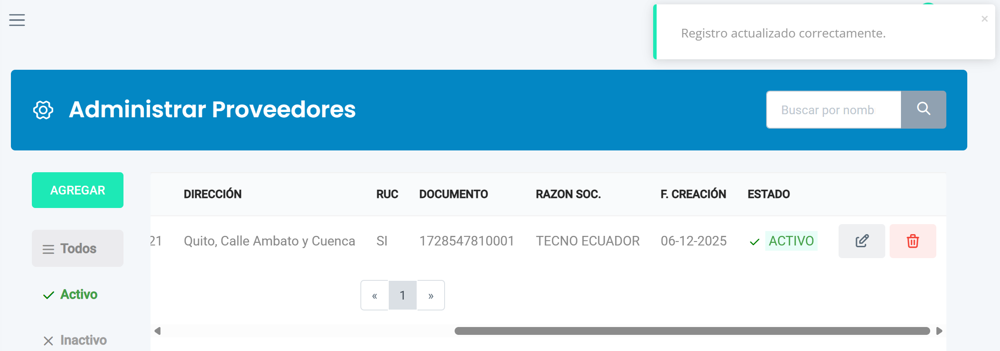 Registro actualizado correctamente.
×
Administrar Proveedores
Buscar por nomb
AGREGAR
Todos
Activo
Inactivo
DIRECCIÓN RUC DOCUMENTO RAZON SOC. F. CREACIÓN ESTADO
21 Quito, Calle Ambato y Cuenca SI 1728547810001 TECNO ECUADOR 06-12-2025 ACTIVO
« 1 »